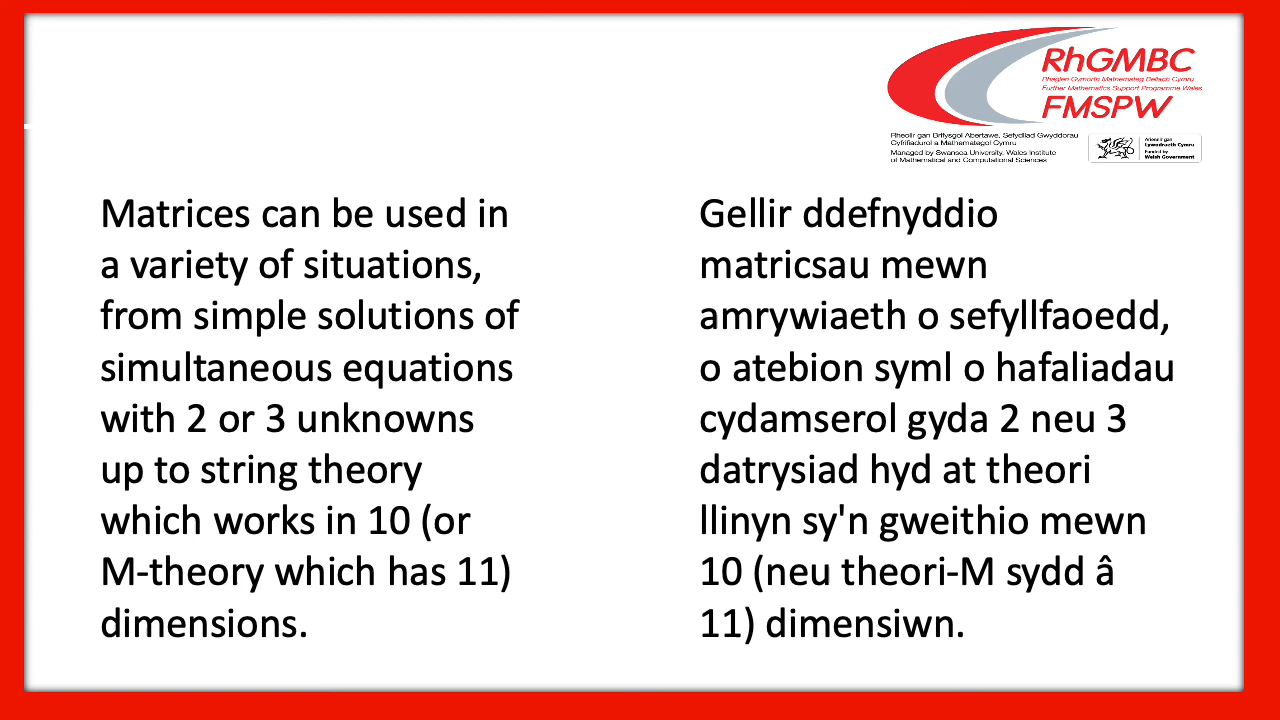 RhGMBC
Rhaglen Gymorth Mathemateg Bellach Cymru
Further Mathematics Support Programme Wales
FMSPW
Rheolir gan Brifysgol Abertawe, Sefydliad Gwyddorau
Cyfrifiadurol a Mathemategol Cymru
Managed by Swansea University, Wales Institute
of Mathematical and Computational Sciences
Ariennir gan
Lywodraeth Cymru
Funded by
Welsh Government
Matrices can be used in
a variety of situations,
from simple solutions of
simultaneous equations
with 2 or 3 unknowns
up to string theory
which works in 10 (or
M-theory which has 11)
dimensions.
Gellir ddefnyddio
matricsau mewn
amrywiaeth o sefyllfaoedd,
o atebion syml o hafaliadau
cydamserol gyda 2 neu 3
datrysiad hyd at theori
llinyn sy'n gweithio mewn
10 (neu theori-M sydd â
11) dimensiwn.